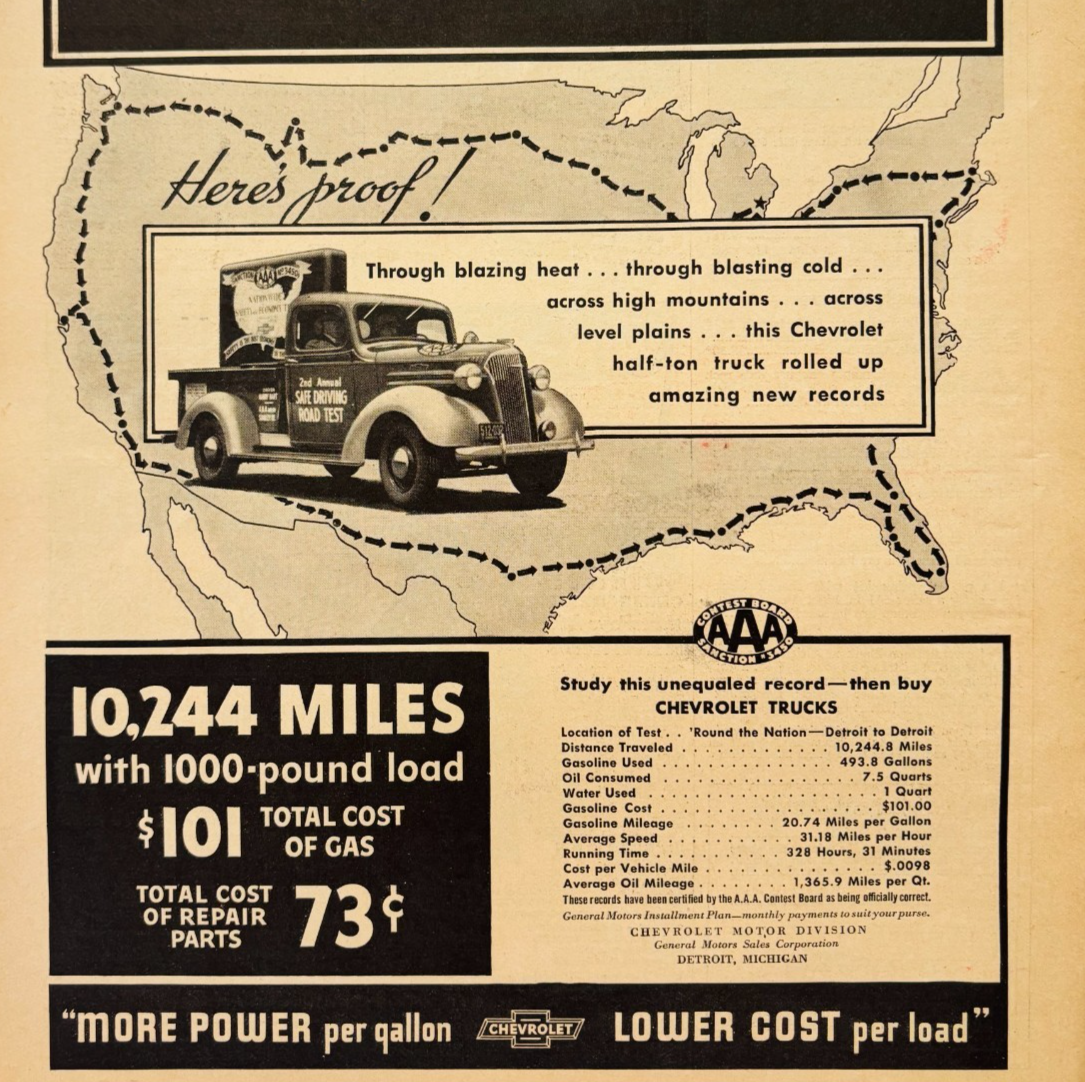 Here's proof!
Through blazing heat . . . through blasting cold . . .
across high mountains . . . across
level plains . . . this Chevrolet
half-ton truck rolled up
amazing new records
AAA
2nd Annual
SAFE DRIVING
ROAD TEST
CONTEST BOARD
AAA
SANCTION #3450
10,244 MILES
with 1000-pound load
$101 TOTAL COST
OF GAS
TOTAL COST
OF REPAIR
PARTS
73¢
Study this unequaled record—then buy
CHEVROLET TRUCKS
Location of Test . . 'Round the Nation—Detroit to Detroit
Distance Traveled . . . . . . . . . . . . 10,244.8 Miles
Gasoline Used . . . . . . . . . . . . . . 493.8 Gallons
Oil Consumed . . . . . . . . . . . . . . . 7.5 Quarts
Water Used . . . . . . . . . . . . . . . . 1 Quart
Gasoline Cost . . . . . . . . . . . . . . . $101.00
Gasoline Mileage . . . . . . . . 20.74 Miles per Gallon
Average Speed . . . . . . . . . . 31.18 Miles per Hour
Running Time . . . . . . . . . . 328 Hours, 31 Minutes
Cost per Vehicle Mile . . . . . . . . . . . . $.0098
Average Oil Mileage . . . . . . . 1,365.9 Miles per Qt.
These records have been certified by the A.A.A. Contest Board as being officially correct.
General Motors Installment Plan—monthly payments to suit your purse.
CHEVROLET MOTOR DIVISION
General Motors Sales Corporation
DETROIT, MICHIGAN
"MORE POWER per gallon CHEVROLET LOWER COST per load"